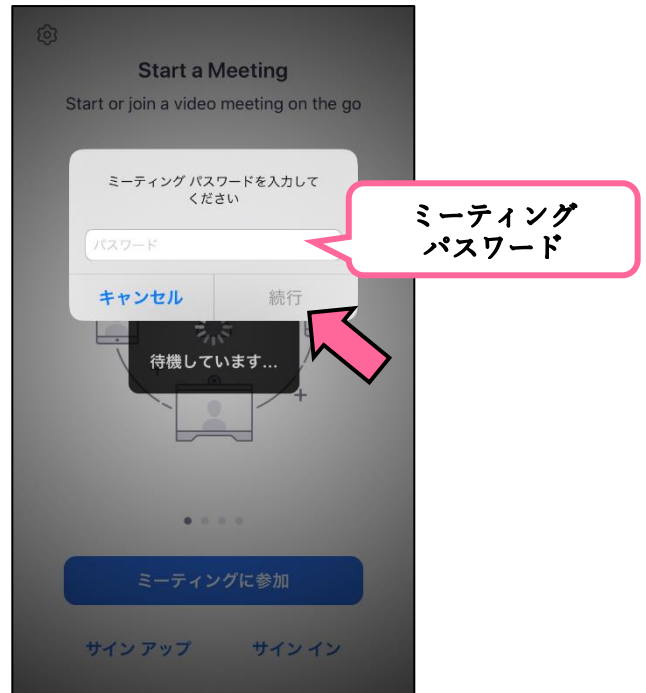 Start a Meeting
Start or join a video meeting on the go
ミーティング パスワードを入力して
ください
パスワード
キャンセル
続行
ミーティング
パスワード
待機しています...
ミーティングに参加
サイン アップ
サイン イン